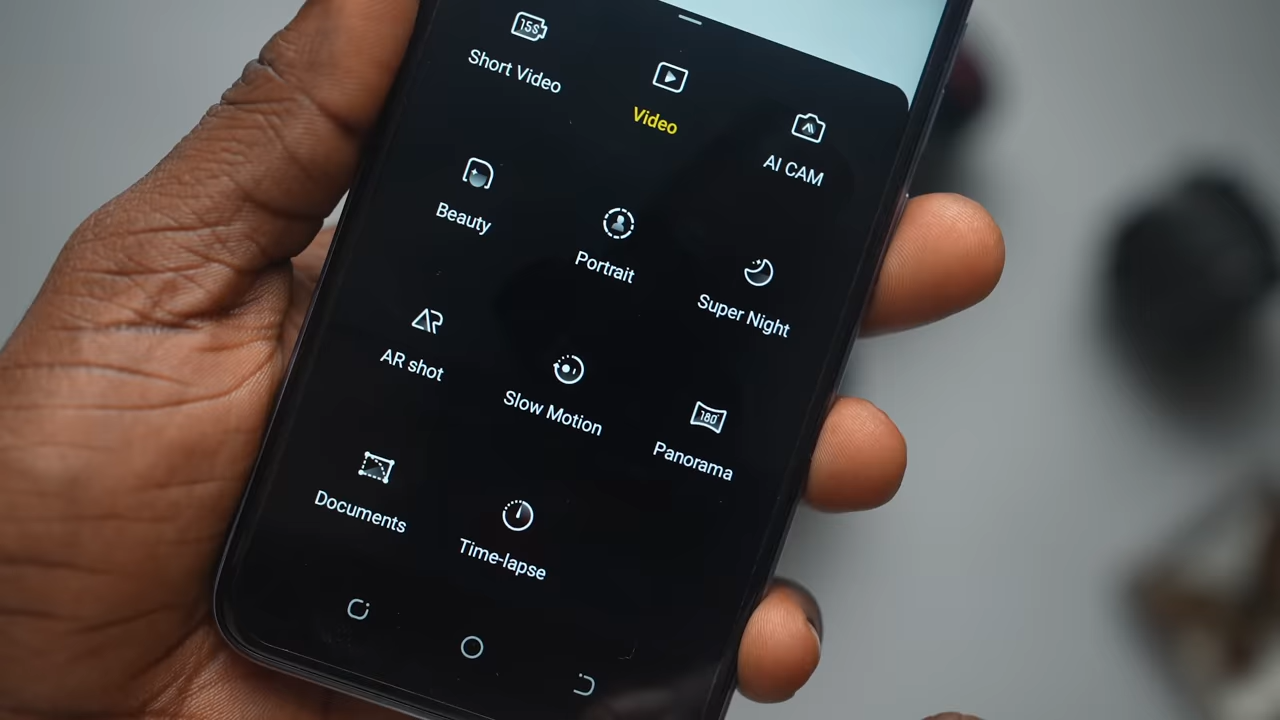 15S
Short Video
Video
AI CAM
Beauty
Portrait
Super Night
AR
AR shot
Slow Motion
180°
Panorama
Documents
Time-lapse